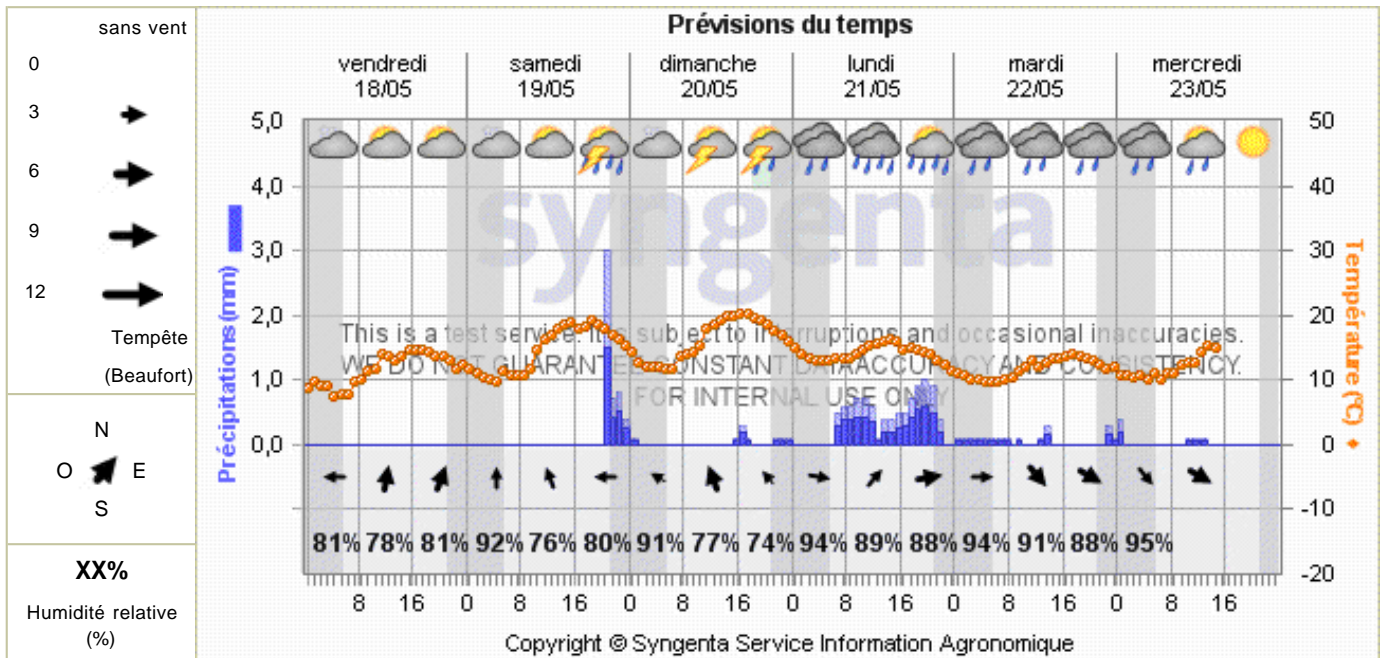 sans vent
0
3
6
9
12
Tempête
(Beaufort)
N
O E
S
XX%
Humidité relative
(%)
Prévisions du temps
vendredi samedi dimanche lundi mardi mercredi
18/05 19/05 20/05 21/05 22/05 23/05
5,0 50
4,0 40
3,0 30
2,0 20
1,0 10
0,0 0
-10
-20
Précipitations (mm)
Température (°C)
syngenta
This is a test service. It is subject to interruptions and occasional inaccuracies.
WE DO NOT GUARANTEE CONSTANT DATA ACCURACY AND CONSISTENCY.
FOR INTERNAL USE ONLY
81% 78% 81% 92% 76% 80% 91% 77% 74% 94% 89% 88% 94% 91% 88% 95%
8 16 0 8 16 0 8 16 0 8 16 0 8 16 0 8 16
Copyright © Syngenta Service Information Agronomique